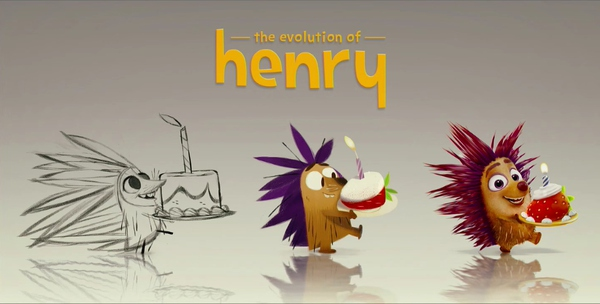 the evolution of
henry